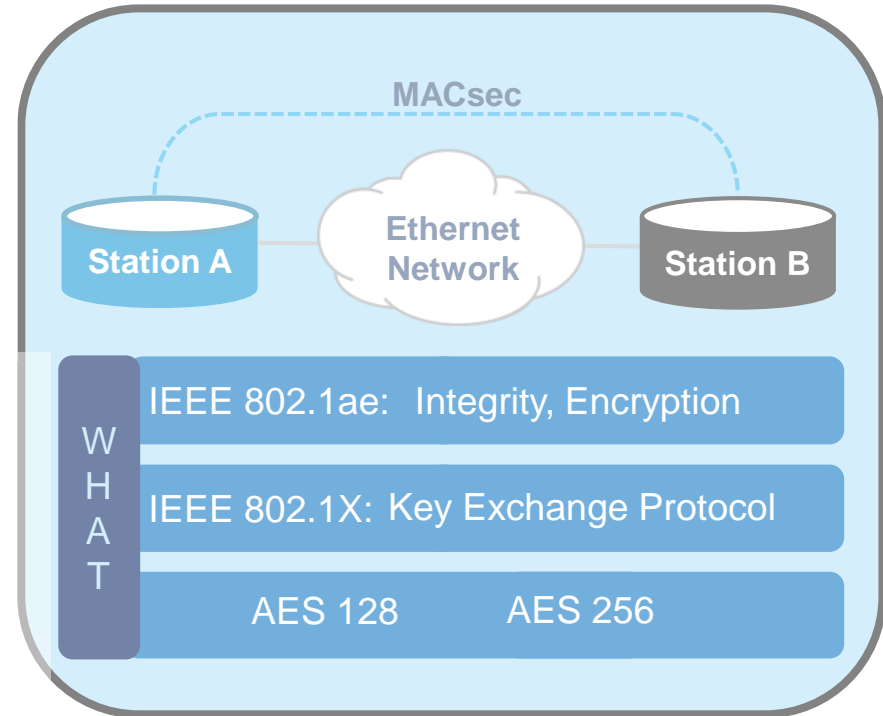 MACsec
Ethernet
Network
Station A
Station B
WHAT
IEEE 802.1ae: Integrity, Encryption
IEEE 802.1X: Key Exchange Protocol
AES 128 AES 256